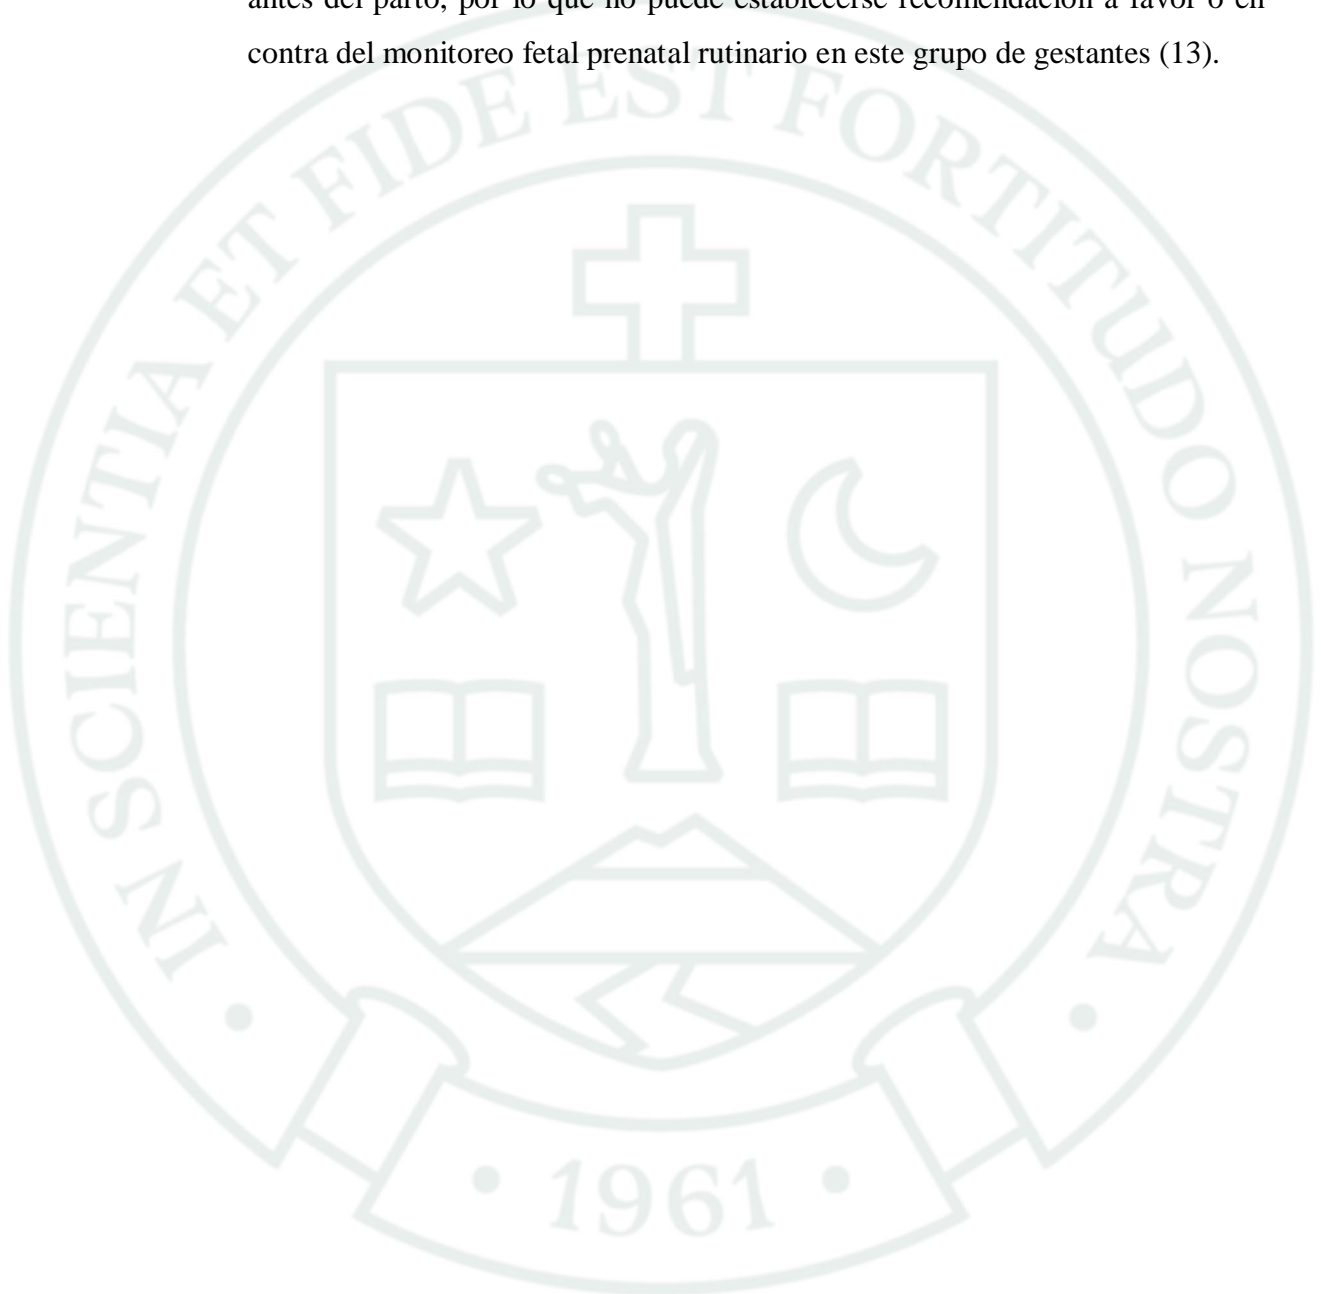 antes del parto, por lo que no puede establecerse recomendación a favor o en
contra del monitoreo fetal prenatal rutinario en este grupo de gestantes (13).
IN SCIENTIA ET FIDE EST FORTITUDO NOSTRA
• 1961 •